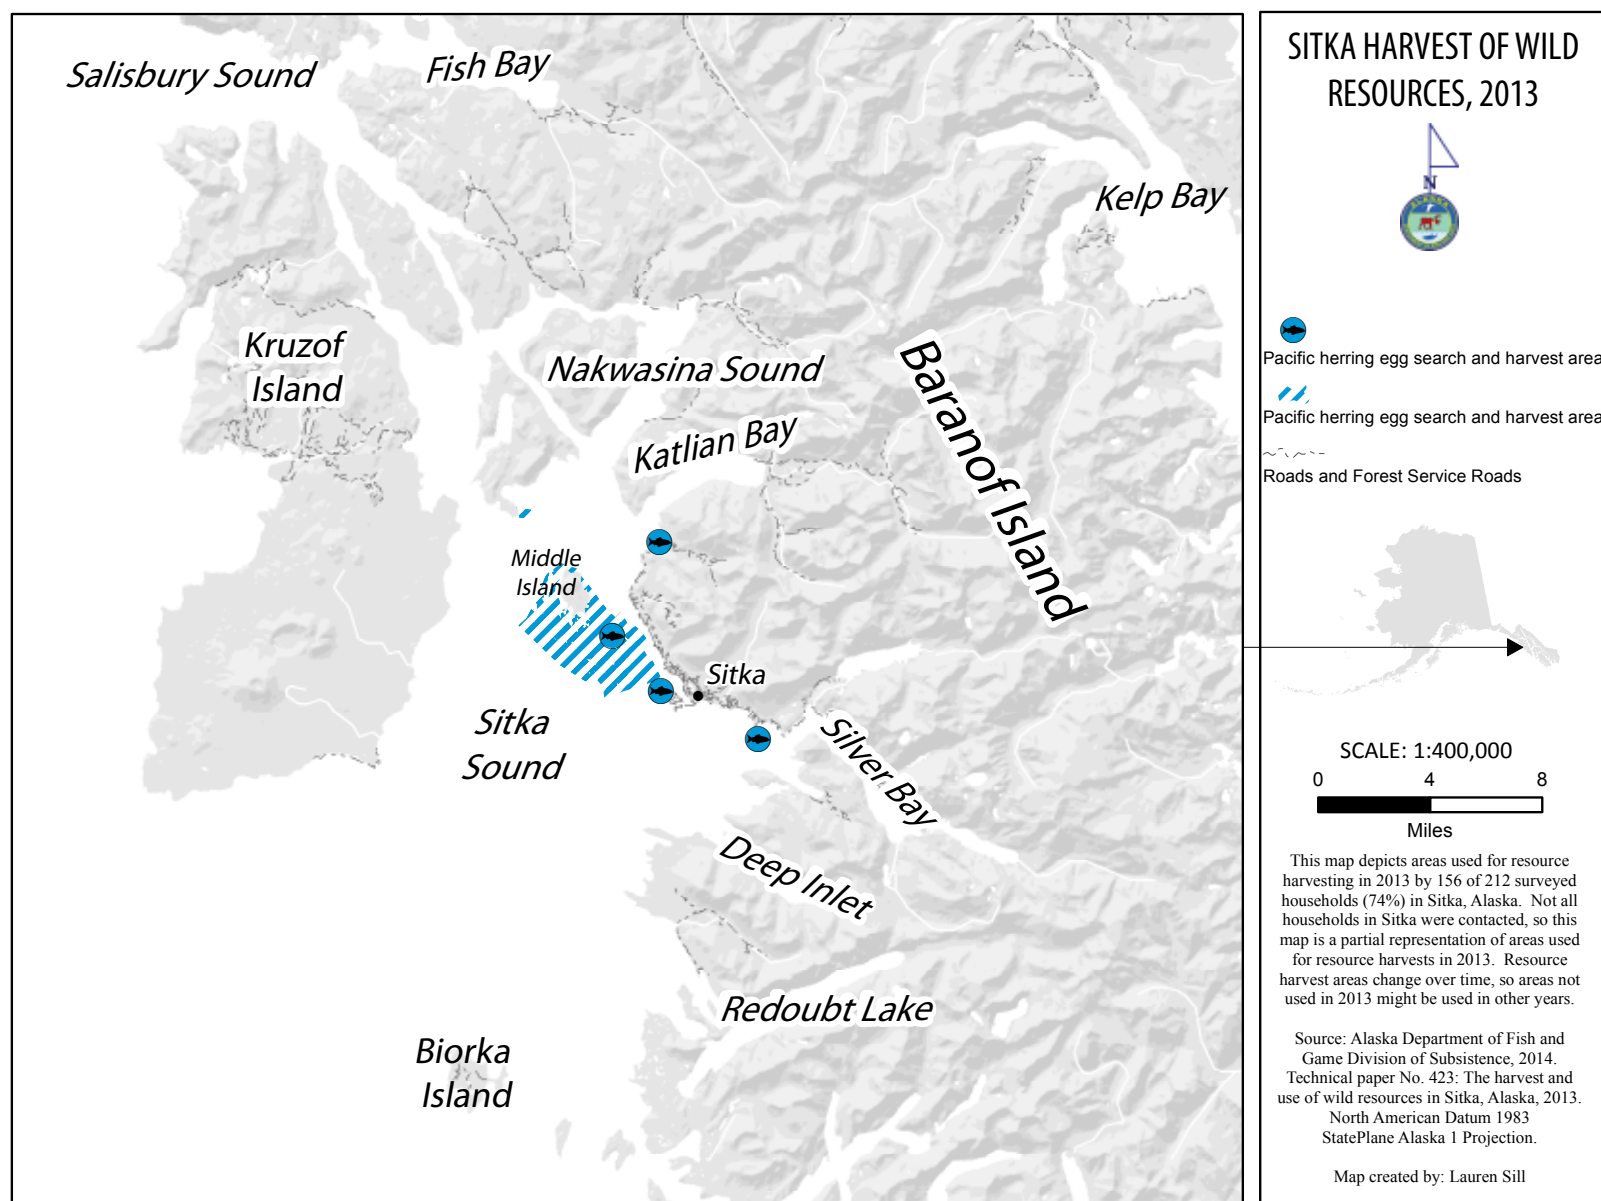 Salisbury Sound
Fish Bay
Kelp Bay
Kruzof
Island
Nakwasina Sound
Katlian Bay
Baranof Island
Middle
Island
Sitka
Sitka
Sound
Silver Bay
Deep Inlet
Redoubt Lake
Biorka
Island
SITKA HARVEST OF WILD
RESOURCES, 2013
N
ALASKA
Pacific herring egg search and harvest area
Pacific herring egg search and harvest area
Roads and Forest Service Roads
SCALE: 1:400,000
0 4 8
Miles
This map depicts areas used for resource
harvesting in 2013 by 156 of 212 surveyed
households (74%) in Sitka, Alaska. Not all
households in Sitka were contacted, so this
map is a partial representation of areas used
for resource harvests in 2013. Resource
harvest areas change over time, so areas not
used in 2013 might be used in other years.
Source: Alaska Department of Fish and
Game Division of Subsistence, 2014.
Technical paper No. 423: The harvest and
use of wild resources in Sitka, Alaska, 2013.
North American Datum 1983
StatePlane Alaska 1 Projection.
Map created by: Lauren Sill